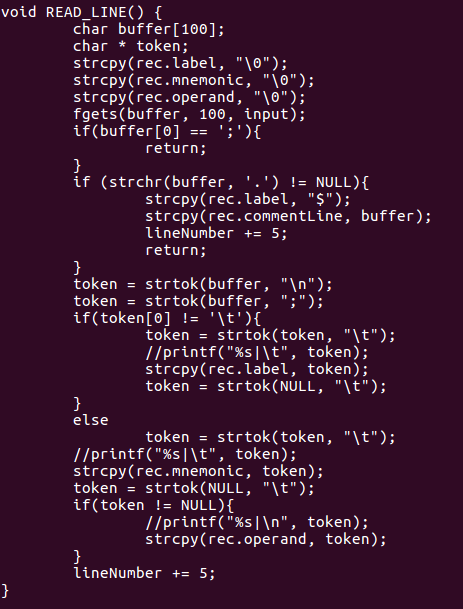 void READ_LINE() {
        char buffer[100];
        char * token;
        strcpy(rec.label, "\0");
        strcpy(rec.mnemonic, "\0");
        strcpy(rec.operand, "\0");
        fgets(buffer, 100, input);
        if(buffer[0] == ';'){
                return;
        }
        if (strchr(buffer, '.') != NULL){
                strcpy(rec.label, "$");
                strcpy(rec.commentLine, buffer);
                lineNumber += 5;
                return;
        }
        token = strtok(buffer, "\n");
        token = strtok(buffer, ";");
        if(token[0] != '\t'){
                token = strtok(token, "\t");
                //printf("%s|\t", token);
                strcpy(rec.label, token);
                token = strtok(NULL, "\t");
        }
        else
                token = strtok(token, "\t");
        //printf("%s|\t", token);
        strcpy(rec.mnemonic, token);
        token = strtok(NULL, "\t");
        if(token != NULL){
                //printf("%s|\n", token);
                strcpy(rec.operand, token);
        }
        lineNumber += 5;
}